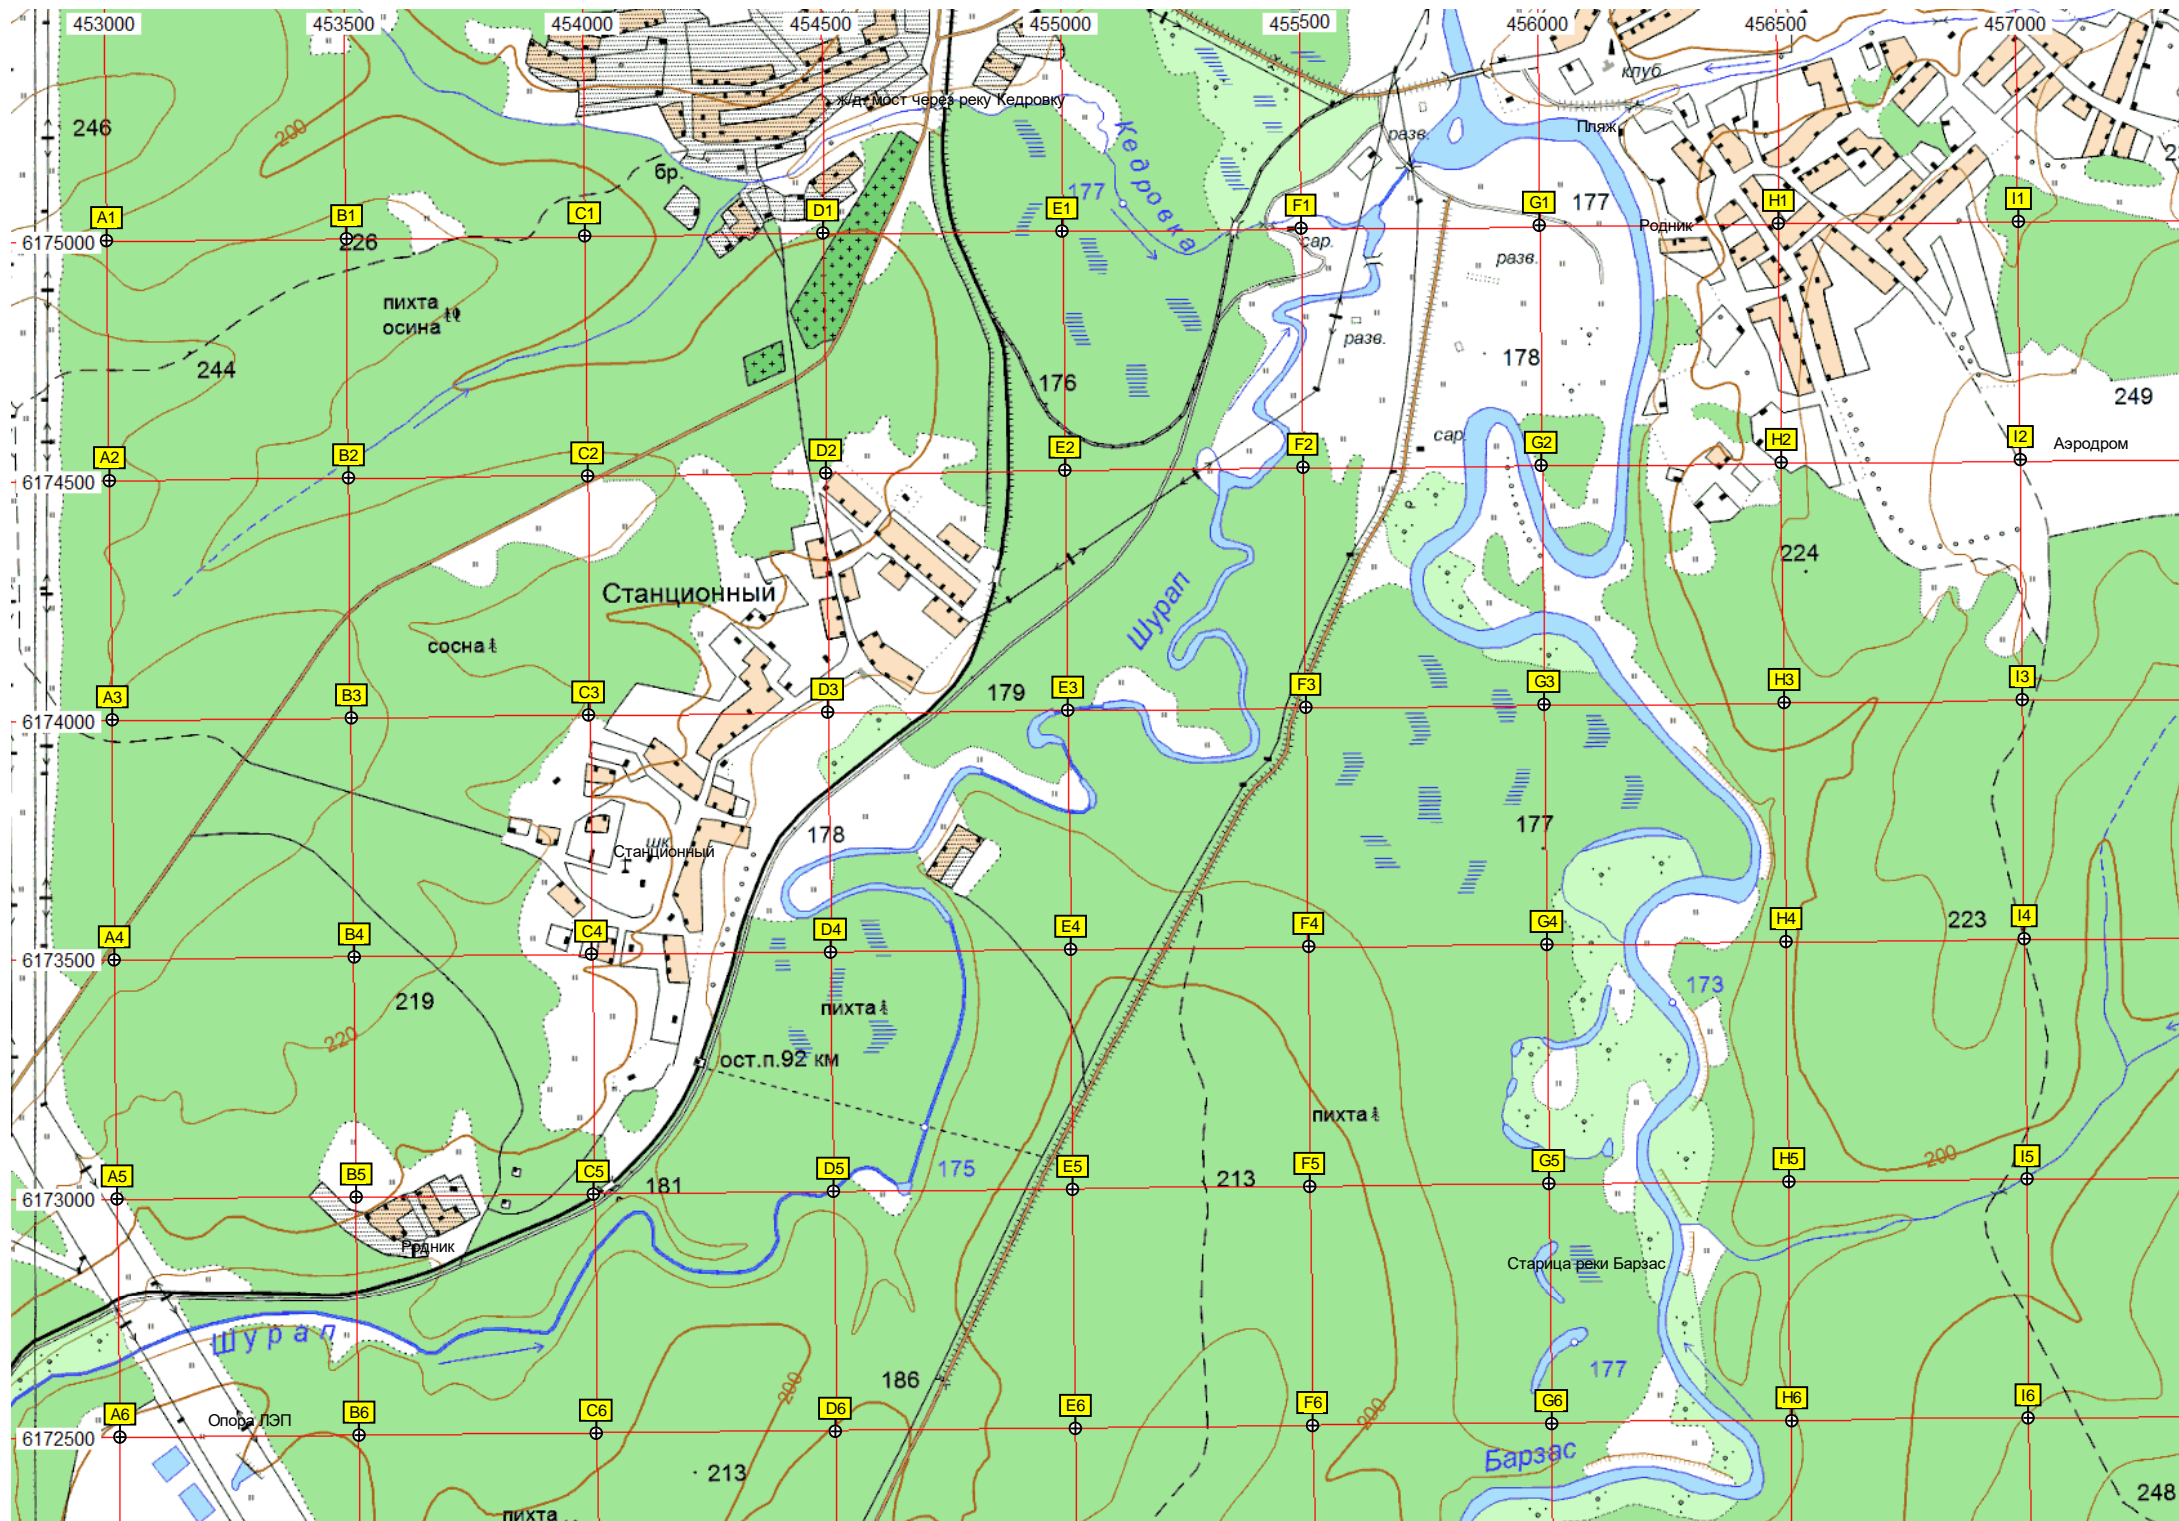 453000 453500 454000 454500 455000 455500 456000 456500 457000
клуб
ж/д. мост через реку Кедровку
246
200
Кедровка
разв.
Пляж
бр.
177
177
A1 B1 C1 D1 E1 F1 G1 H1 I1
6175000
226
сар.
Родник
разв.
пихта
осина
разв.
244
176
178
249
сар.
Аэродром
A2 B2 C2 D2 E2 F2 G2 H2 I2
6174500
224
Станционный
Шурап
сосна
179
A3 B3 C3 D3 E3 F3 G3 H3 I3
6174000
178
177
шк
Станционный
223
A4 B4 C4 D4 E4 F4 G4 H4 I4
6173500
173
219
пихта
220
ост.п.92 км
пихта
200
175
213
181
A5 B5 C5 D5 E5 F5 G5 H5 I5
6173000
Родник
Старица реки Барзас
Шурап
186
177
200
200
A6 B6 C6 D6 E6 F6 G6 H6 I6
Опора ЛЭП
6172500
Барзас
213
248
пихта